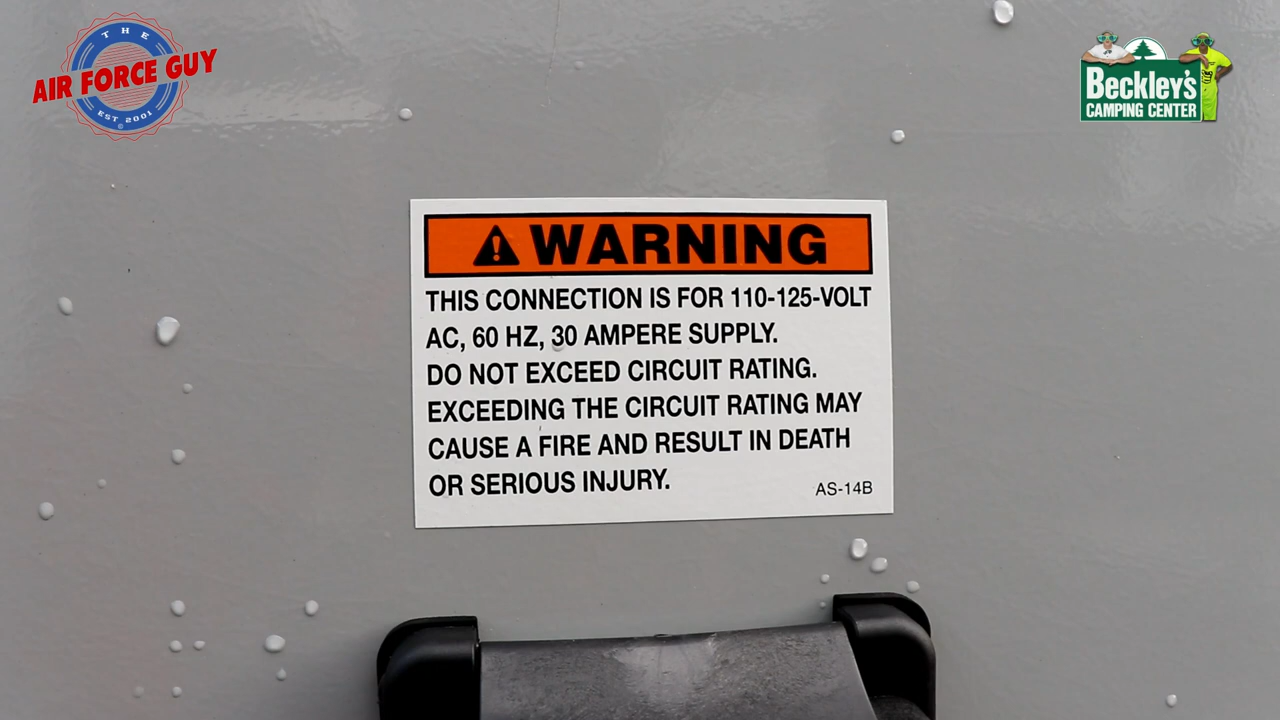 THE
AIR FORCE GUY
EST 2001
©
Beckley's
CAMPING CENTER
WARNING
THIS CONNECTION IS FOR 110-125-VOLT
AC, 60 HZ, 30 AMPERE SUPPLY.
DO NOT EXCEED CIRCUIT RATING.
EXCEEDING THE CIRCUIT RATING MAY
CAUSE A FIRE AND RESULT IN DEATH
OR SERIOUS INJURY.
AS-14B